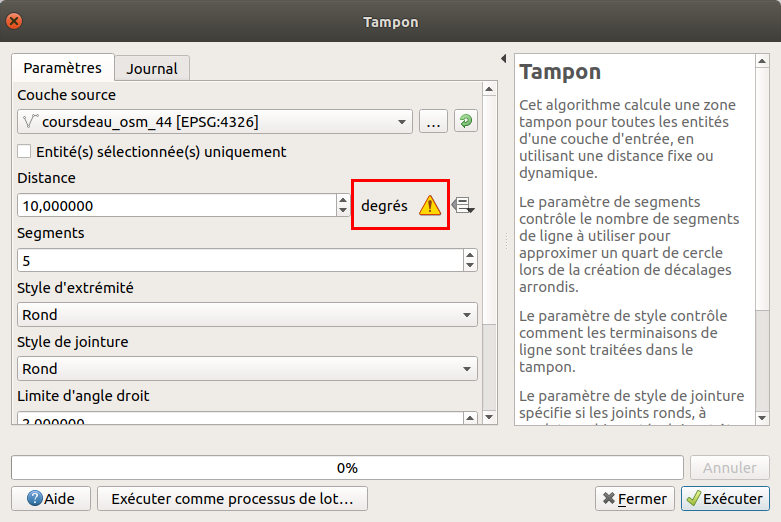 Tampon
Paramètres
Journal
Couche source
coursdeau_osm_44 [EPSG:4326]
...
Entité(s) sélectionnée(s) uniquement
Distance
10,000000
degrés
Segments
5
Style d'extrémité
Rond
Style de jointure
Rond
Limite d'angle droit
2,000000
Tampon
Cet algorithme calcule une zone
tampon pour toutes les entités
d'une couche d'entrée, en
utilisant une distance fixe ou
dynamique.
Le paramètre de segments
contrôle le nombre de segments
de ligne à utiliser pour
approximer un quart de cercle
lors de la création de décalages
arrondis.
Le paramètre de style contrôle
comment les terminaisons de
ligne sont traitées dans le
tampon.
Le paramètre de style de jointure
spécifie si les joints ronds, à
0%
Annuler
Aide
Exécuter comme processus de lot…
Fermer
Exécuter